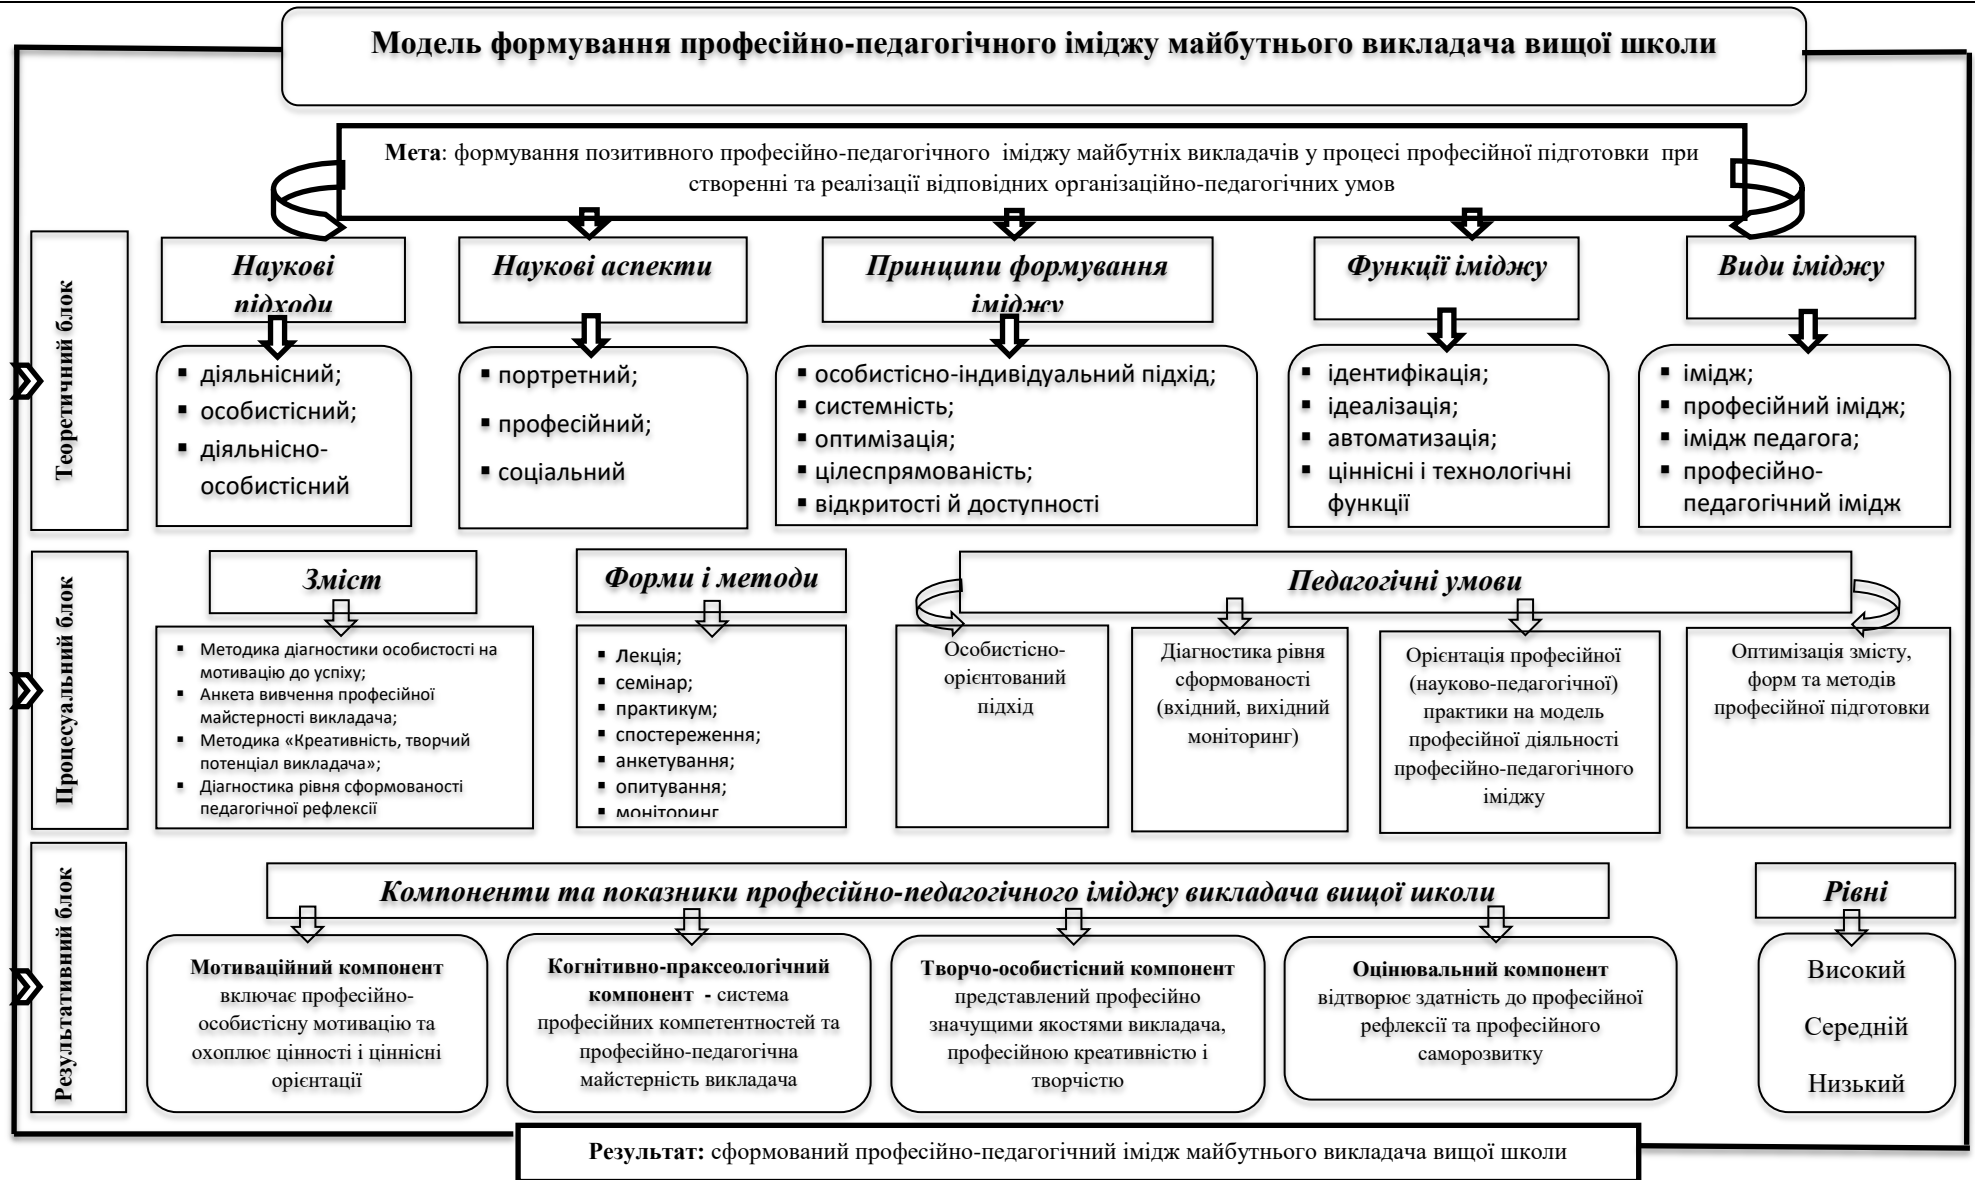 Модель формування професійно-педагогічного іміджу майбутнього викладача вищої школи
Мета: формування позитивного професійно-педагогічного іміджу майбутніх викладачів у процесі професійної підготовки при
створенні та реалізації відповідних організаційно-педагогічних умов
Теоретичний блок
Наукові
підходи
▪ діяльнісний;
▪ особистісний;
▪ діяльнісно-
особистісний
Наукові аспекти
▪ портретний;
▪ професійний;
▪ соціальний
Принципи формування
іміджу
▪ особистісно-індивідуальний підхід;
▪ системність;
▪ оптимізація;
▪ цілеспрямованість;
▪ відкритості й доступності
Функції іміджу
▪ ідентифікація;
▪ ідеалізація;
▪ автоматизація;
▪ ціннісні і технологічні
функції
Види іміджу
▪ імідж;
▪ професійний імідж;
▪ імідж педагога;
▪ професійно-
педагогічний імідж
Процесуальний блок
Зміст
▪ Методика діагностики особистості на
мотивацію до успіху;
▪ Анкета вивчення професійної
майстерності викладача;
▪ Методика «Креативність, творчий
потенціал викладача»;
▪ Діагностика рівня сформованості
педагогічної рефлексії
Форми і методи
▪ Лекція;
▪ семінар;
▪ практикум;
▪ спостереження;
▪ анкетування;
▪ опитування;
▪ моніторинг
Педагогічні умови
Особистісно-
орієнтований
підхід
Діагностика рівня
сформованості
(вхідний, вихідний
моніторинг)
Орієнтація професійної
(науково-педагогічної)
практики на модель
професійної діяльності
професійно-педагогічного
іміджу
Оптимізація змісту,
форм та методів
професійної підготовки
Результативний блок
Компоненти та показники професійно-педагогічного іміджу викладача вищої школи
Мотиваційний компонент
включає професійно-
особистісну мотивацію та
охоплює цінності і ціннісні
орієнтації
Когнитивно-праксеологічний
компонент - система
професійних компетентностей та
професійно-педагогічна
майстерність викладача
Творчо-особистісний компонент
представлений професійно
значущими якостями викладача,
професійною креативністю і
творчістю
Оцінювальний компонент
відтворює здатність до професійної
рефлексії та професійного
саморозвитку
Рівні
Високий
Середній
Низький
Результат: сформований професійно-педагогічний імідж майбутнього викладача вищої школи